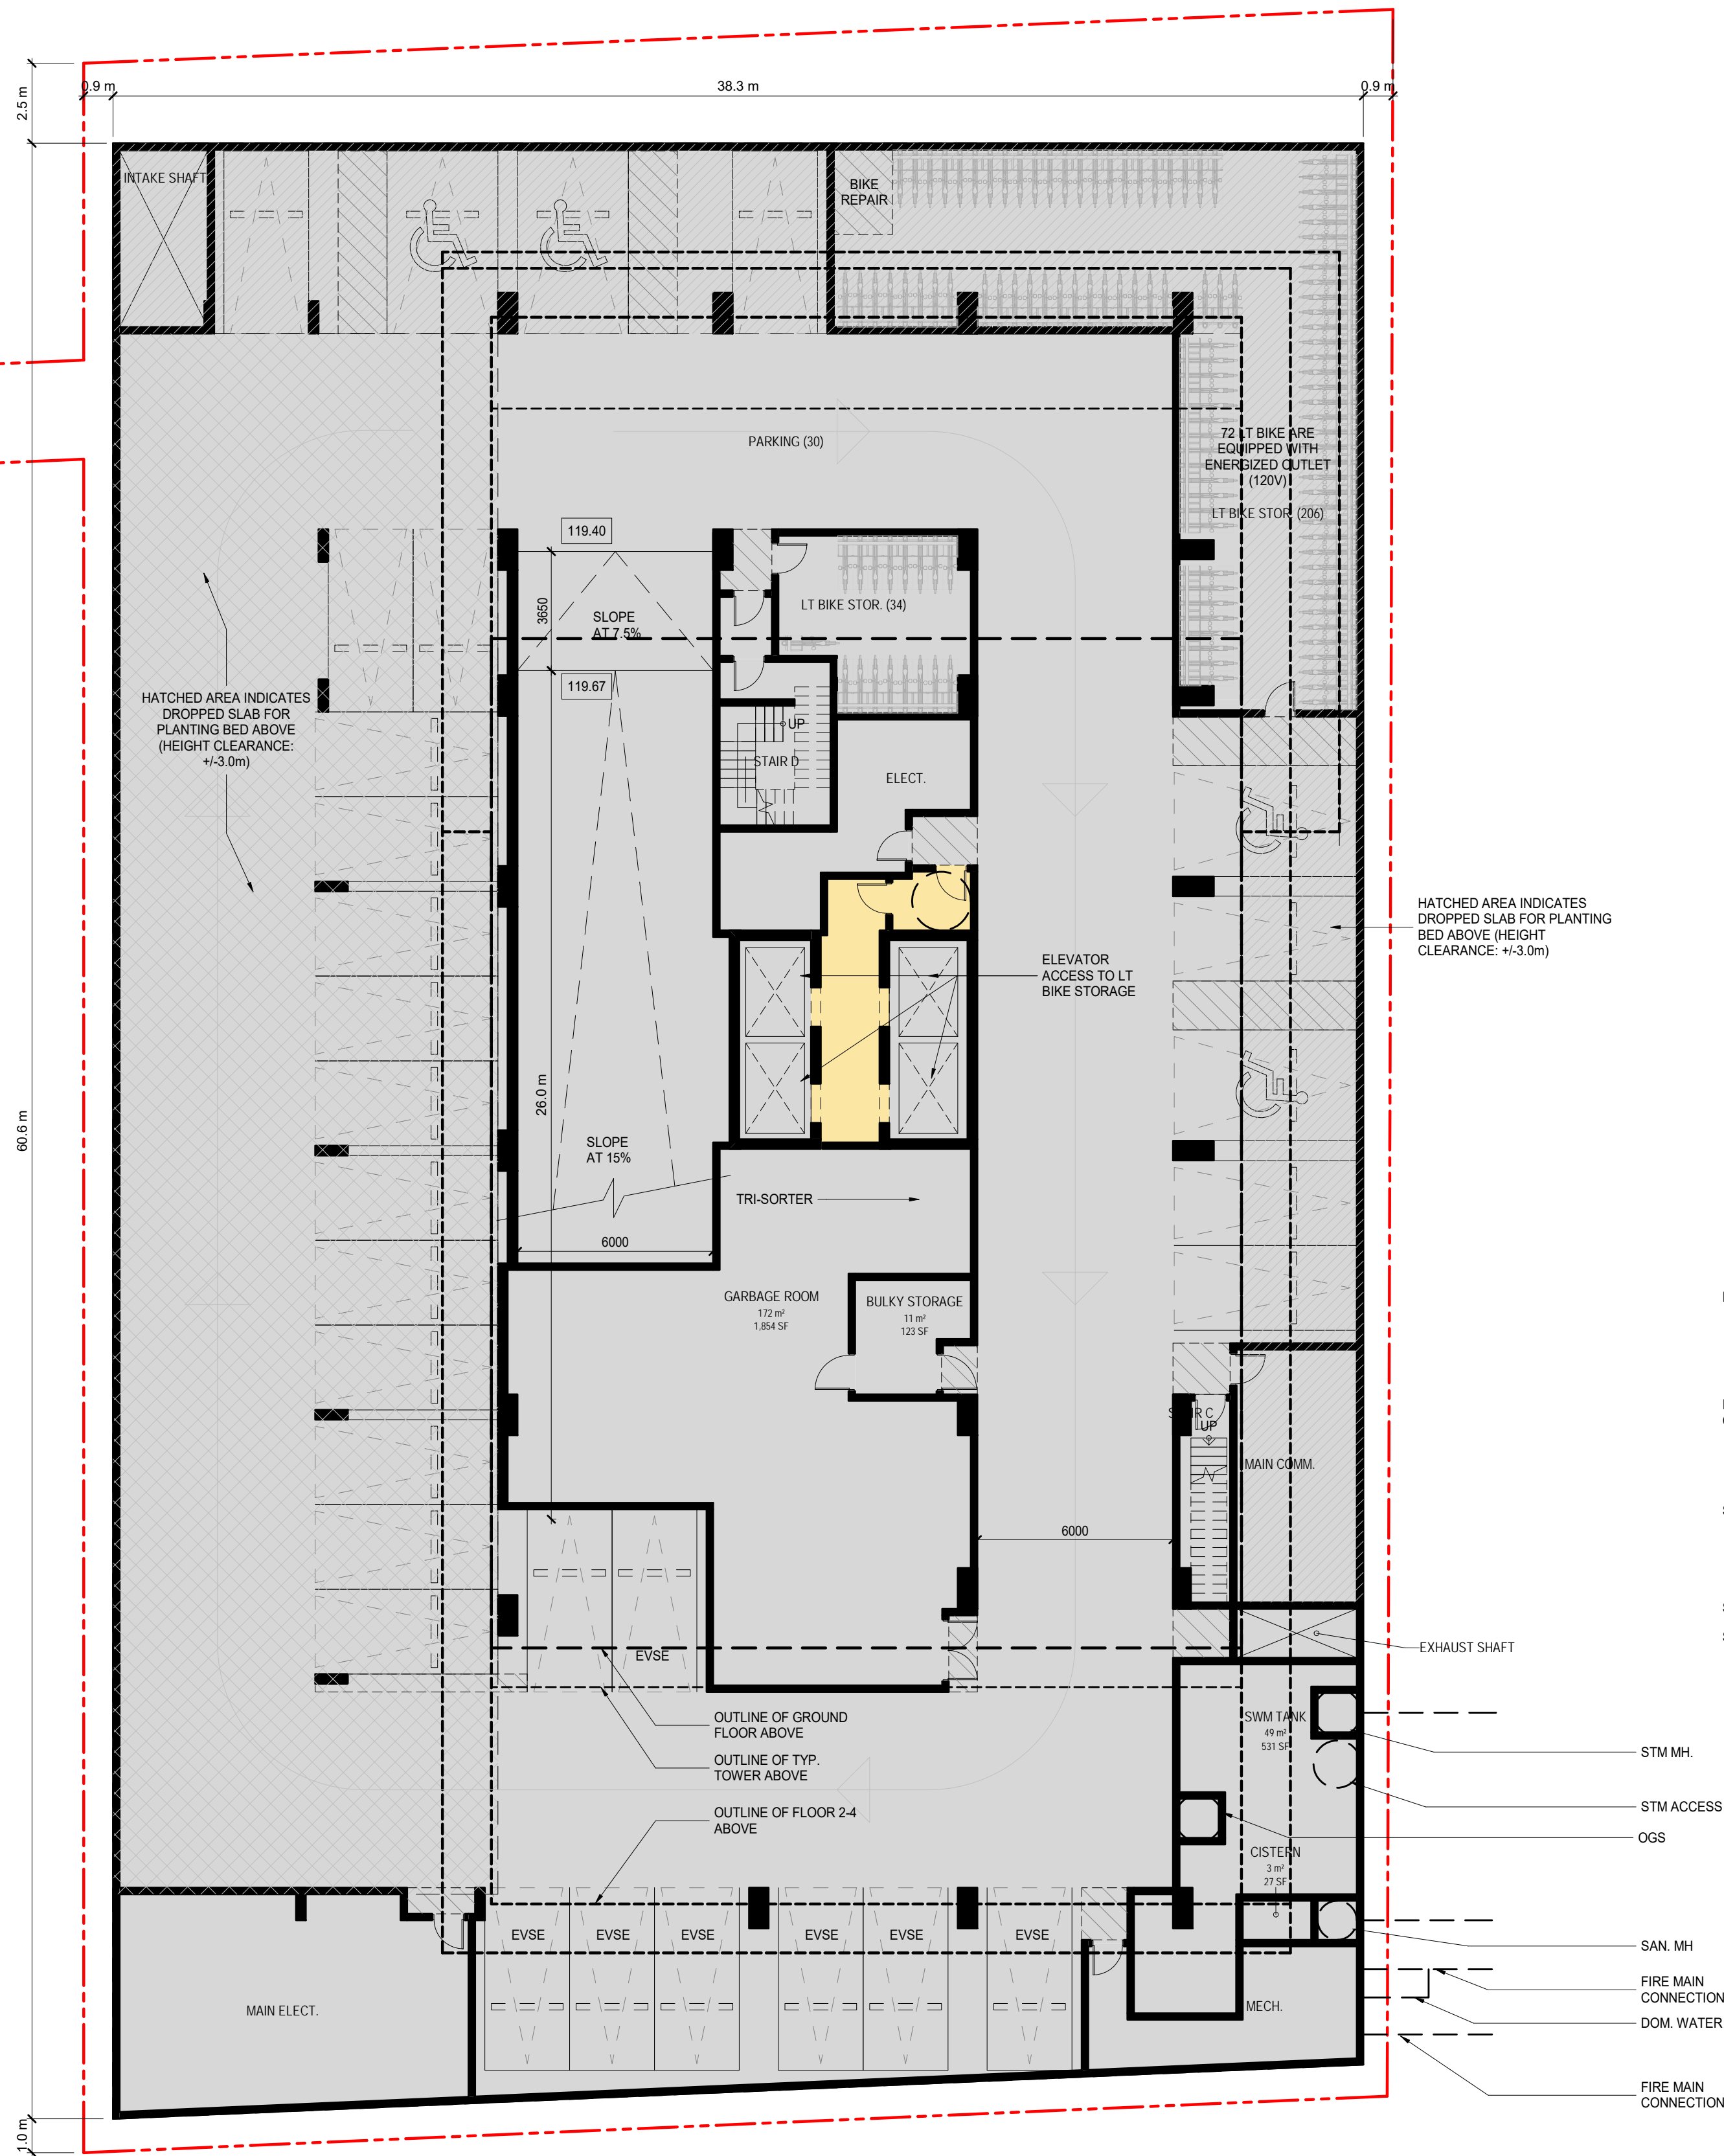 0.9 m
38.3 m
0.9 m
2.5 m
INTAKE SHAFT
BIKE
REPAIR
PARKING (30)
72 LT BIKE ARE
EQUIPPED WITH
ENERGIZED OUTLET
(120V)
LT BIKE STOR. (206)
119.40
3650
SLOPE
AT 7.5%
LT BIKE STOR. (34)
119.67
HATCHED AREA INDICATES
DROPPED SLAB FOR
PLANTING BED ABOVE
(HEIGHT CLEARANCE:
+/-3.0m)
UP
STAIR D
ELECT.
HATCHED AREA INDICATES
DROPPED SLAB FOR PLANTING
BED ABOVE (HEIGHT
CLEARANCE: +/-3.0m)
ELEVATOR
ACCESS TO LT
BIKE STORAGE
26.0 m
60.6 m
SLOPE
AT 15%
TRI-SORTER
6000
GARBAGE ROOM
172 m²
1,854 SF
BULKY STORAGE
11 m²
123 SF
UP
MAIN COMM.
6000
EXHAUST SHAFT
EVSE
OUTLINE OF GROUND
FLOOR ABOVE
OUTLINE OF TYP.
TOWER ABOVE
OUTLINE OF FLOOR 2-4
ABOVE
SWM TANK
49 m²
531 SF
STM MH.
STM ACCESS
OGS
CISTERN
3 m²
27 SF
EVSE
EVSE
EVSE
EVSE
EVSE
EVSE
SAN. MH
FIRE MAIN
CONNECTION
DOM. WATER
MAIN ELECT.
MECH.
FIRE MAIN
CONNECTION
1.0 m